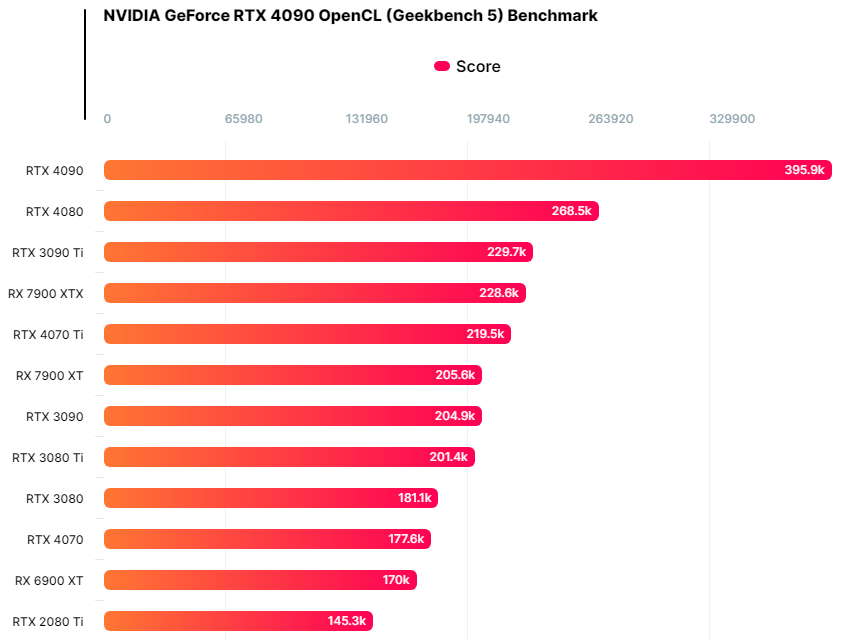 NVIDIA GeForce RTX 4090 OpenCL (Geekbench 5) Benchmark
Score
0 65980 131960 197940 263920 329900
RTX 4090 395.9k
RTX 4080 268.5k
RTX 3090 Ti 229.7k
RX 7900 XTX 228.6k
RTX 4070 Ti 219.5k
RX 7900 XT 205.6k
RTX 3090 204.9k
RTX 3080 Ti 201.4k
RTX 3080 181.1k
RTX 4070 177.6k
RX 6900 XT 170k
RTX 2080 Ti 145.3k